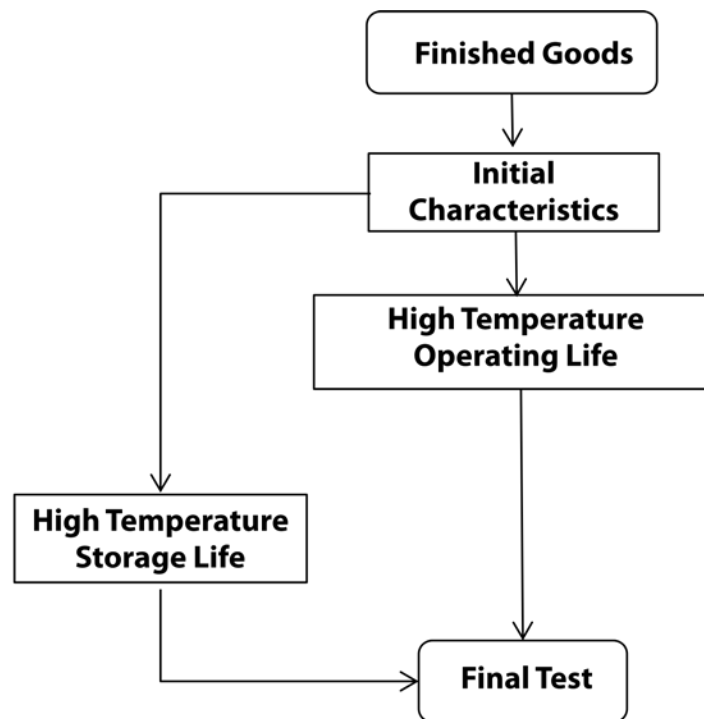 Finished Goods
Initial
Characteristics
High Temperature
Operating Life
High Temperature
Storage Life
Final Test